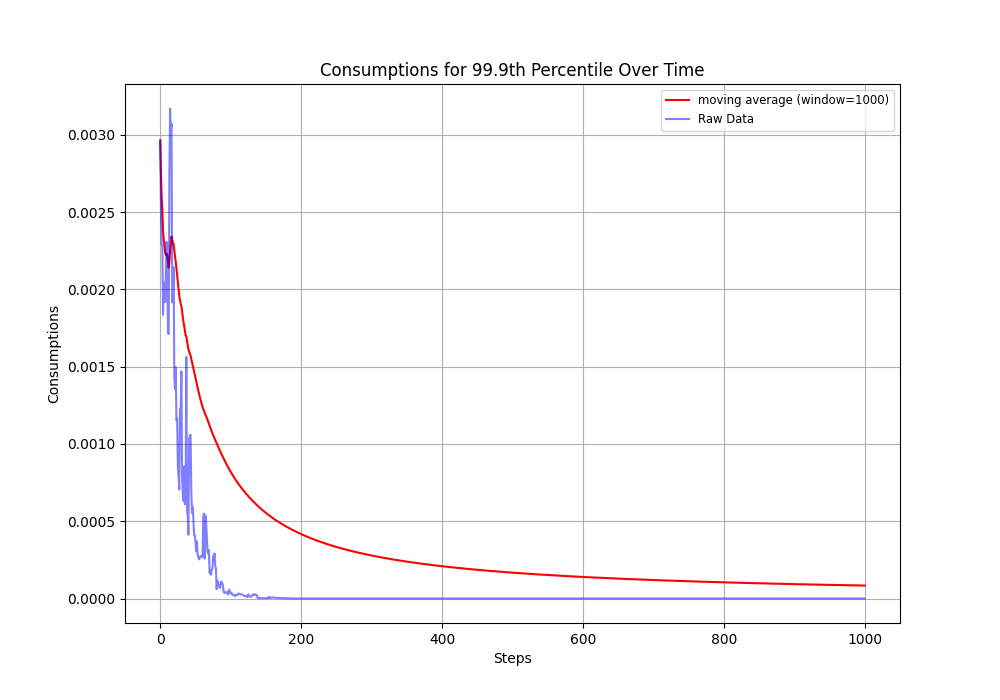 Consumptions for 99.9th Percentile Over Time
moving average (window=1000)
Raw Data
Consumptions
0.0030
0.0025
0.0020
0.0015
0.0010
0.0005
0.0000
0 200 400 600 800 1000
Steps